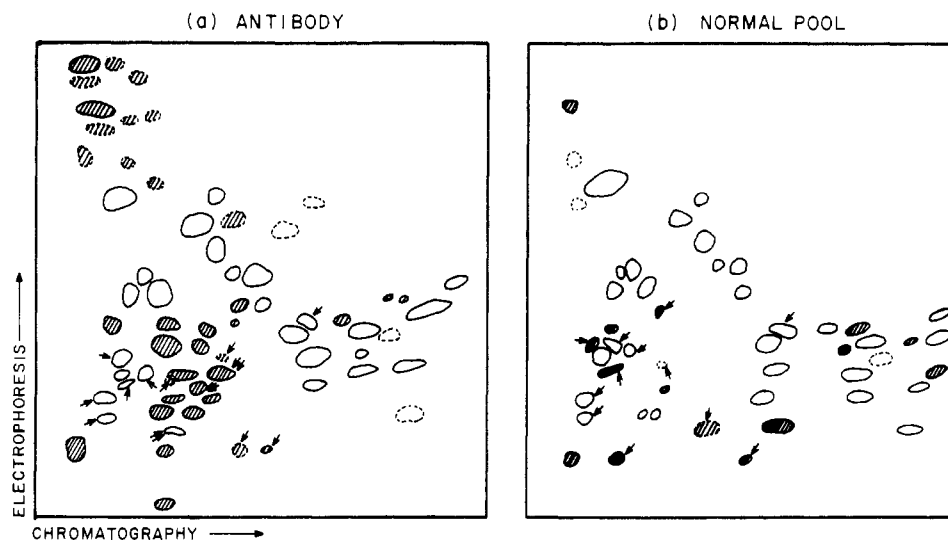 (a) ANTIBODY
(b) NORMAL POOL
ELECTROPHORESIS
CHROMATOGRAPHY